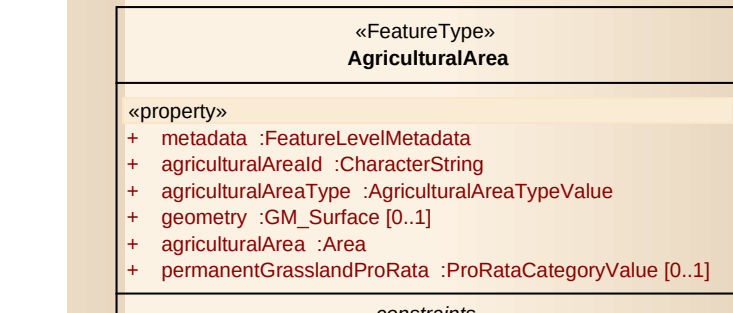 «FeatureType»
AgriculturalArea
«property»
+ metadata :FeatureLevelMetadata
+ agriculturalAreaId :CharacterString
+ agriculturalAreaType :AgriculturalAreaTypeValue
+ geometry :GM_Surface [0..1]
+ agriculturalArea :Area
+ permanentGrasslandProRata :ProRataCategoryValue [0..1]
constraints